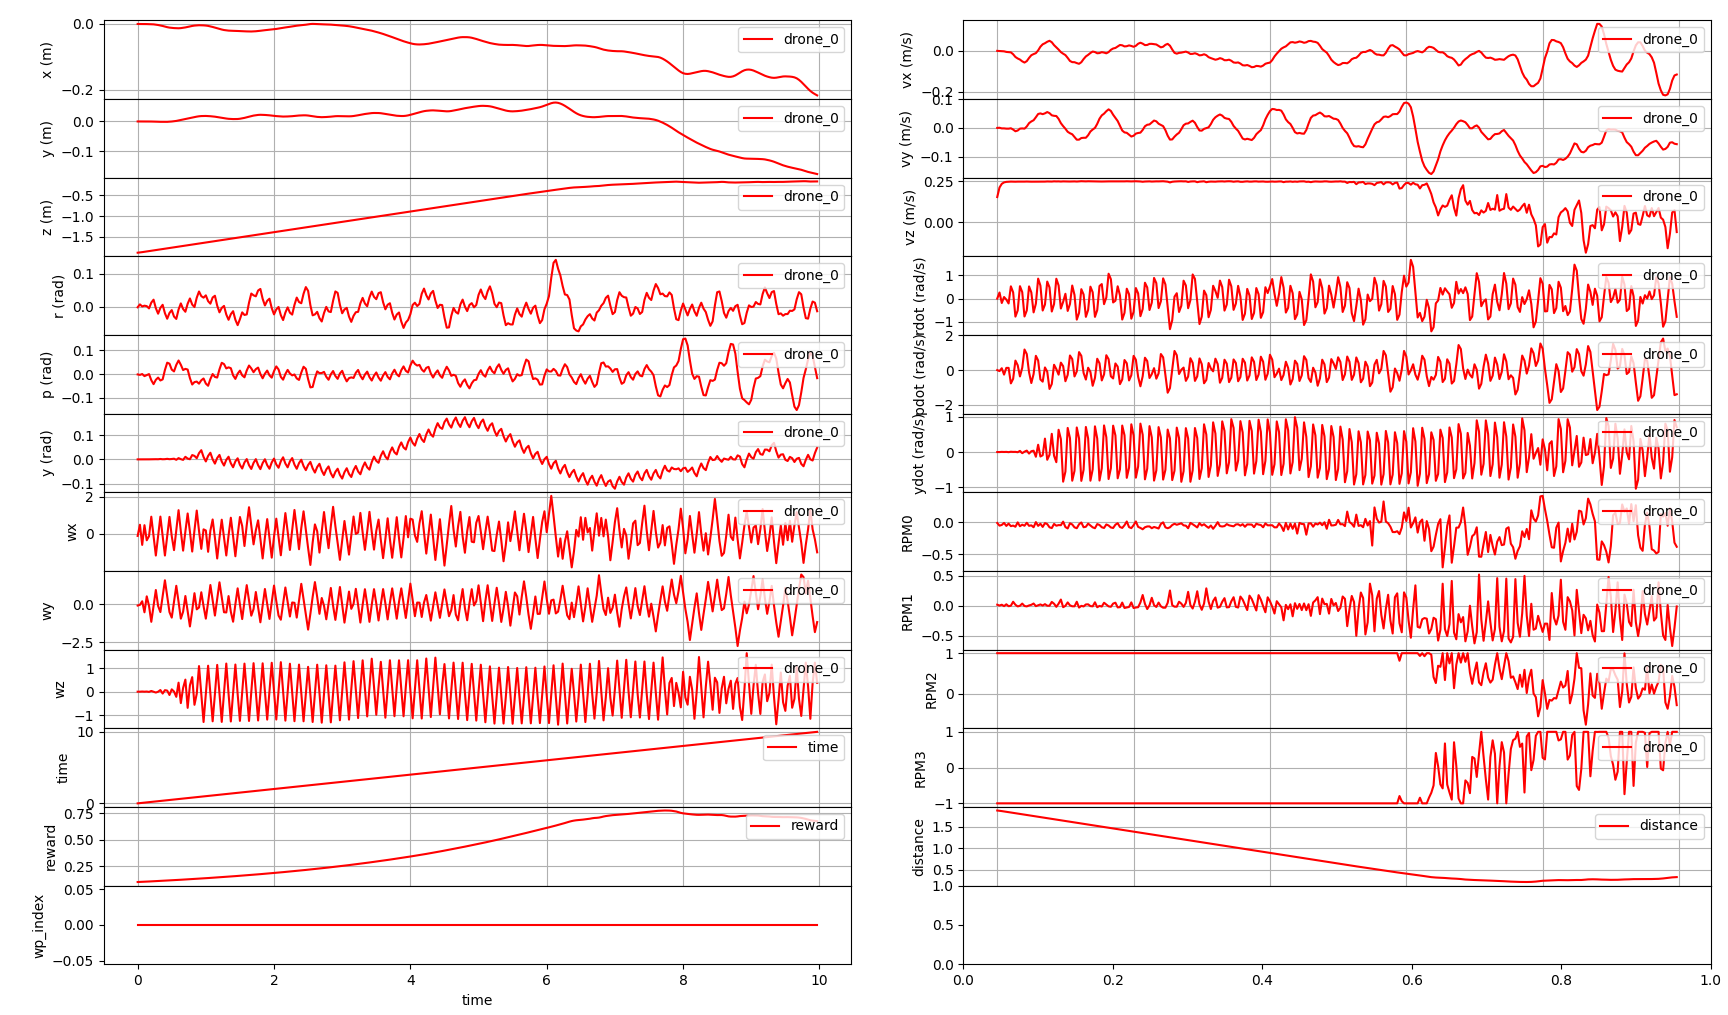 x (m)
0.0
−0.2
drone_0
y (m)
0.0
−0.1
drone_0
z (m)
−0.5
−1.0
−1.5
drone_0
r (rad)
0.1
0.0
drone_0
p (rad)
0.1
0.0
−0.1
drone_0
y (rad)
0.1
0.0
−0.1
drone_0
wx
2
0
drone_0
wy
0.0
−2.5
drone_0
wz
1
0
−1
drone_0
time
10
0
time
reward
0.75
0.50
0.25
reward
wp_index
0.05
0.00
−0.05
0 2 4 6 8 10
time
vx (m/s)
0.0
−0.2
drone_0
vy (m/s)
0.1
0.0
−0.1
drone_0
vz (m/s)
0.25
0.00
drone_0
rdot (rad/s)
1
0
−1
drone_0
pdot (rad/s)
2
0
−2
drone_0
ydot (rad/s)
1
0
−1
drone_0
RPM0
0.0
−0.5
drone_0
RPM1
0.5
0.0
−0.5
drone_0
RPM2
1
0
drone_0
RPM3
1
0
−1
drone_0
distance
1.5
1.0
0.5
distance
1.0
0.5
0.0
0.0 0.2 0.4 0.6 0.8 1.0